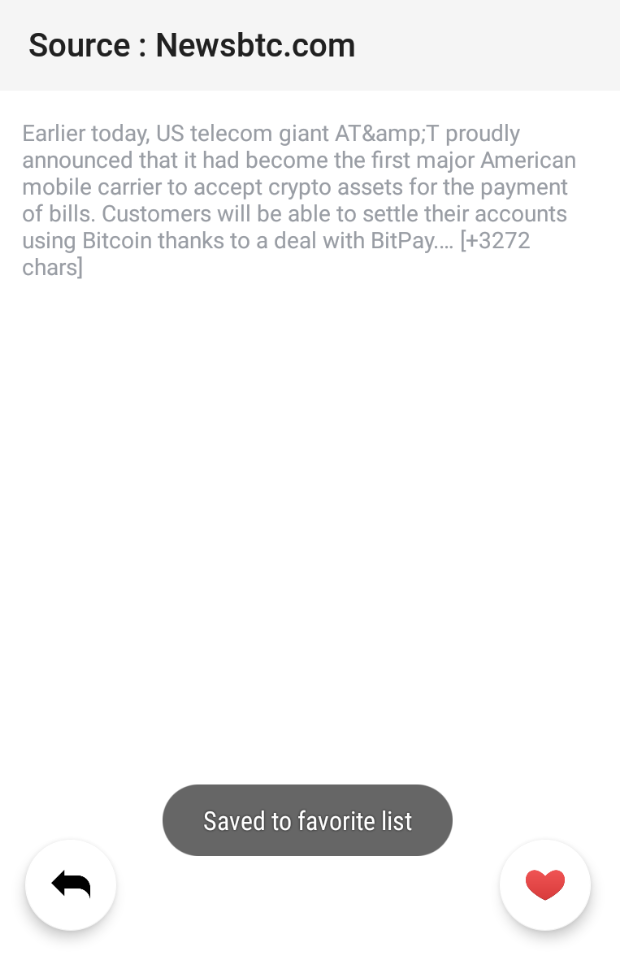 Source : Newsbtc.com
Earlier today, US telecom giant AT&amp;T proudly
announced that it had become the first major American
mobile carrier to accept crypto assets for the payment
of bills. Customers will be able to settle their accounts
using Bitcoin thanks to a deal with BitPay.… [+3272
chars]
Saved to favorite list